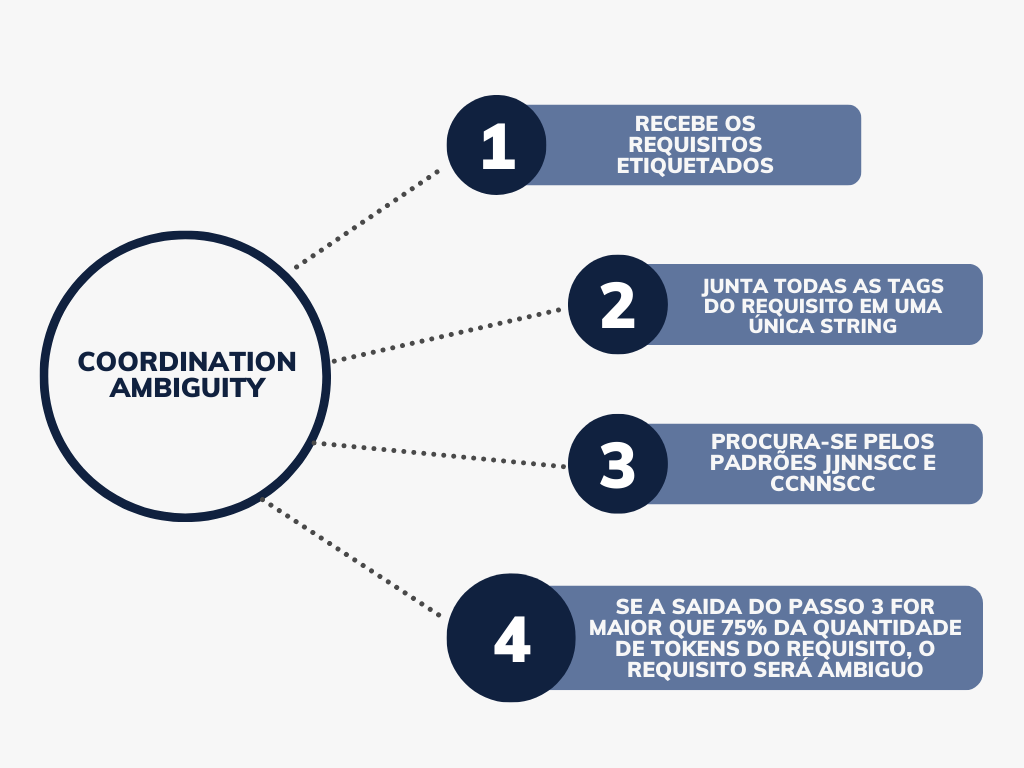 COORDINATION
AMBIGUITY
1
RECEBE OS
REQUISITOS
ETIQUETADOS
2
JUNTA TODAS AS TAGS
DO REQUISITO EM UMA
ÚNICA STRING
3
PROCURA-SE PELOS
PADRÕES JJNNSCC E
CCNNSCC
4
SE A SAIDA DO PASSO 3 FOR
MAIOR QUE 75% DA QUANTIDADE
DE TOKENS DO REQUISITO, O
REQUISITO SERÁ AMBIGUO